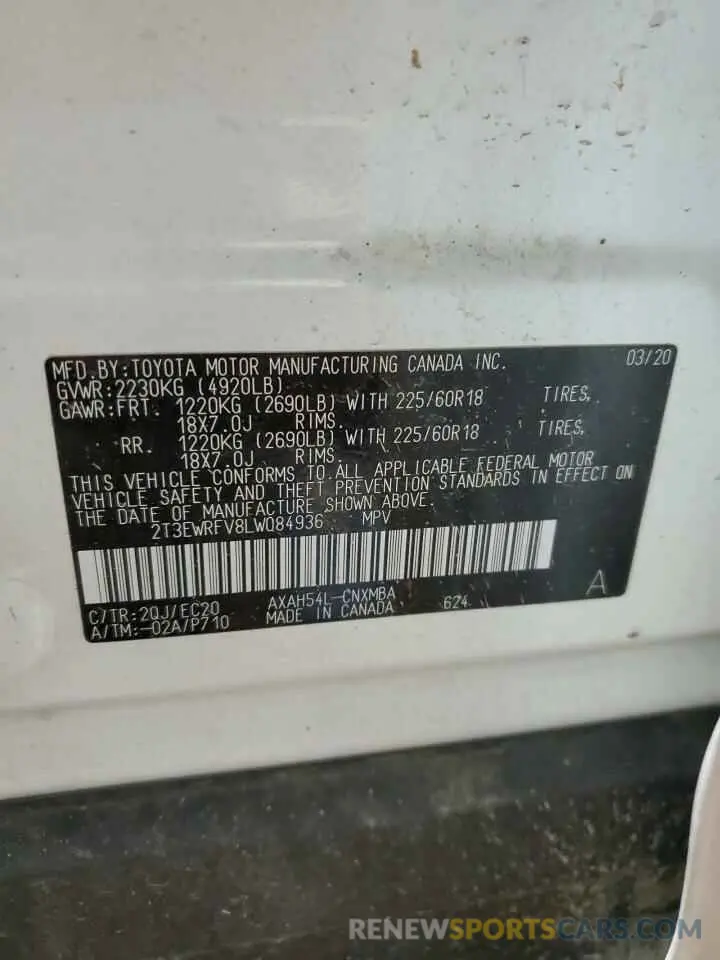 MFD.BY:TOYOTA MOTOR MANUFACTURING CANADA INC. 03/20
GVWR:2230KG (4920LB)
GAWR:FRT. 1220KG (2690LB) WITH 225/60R18 TIRES,
18X7.0J RIMS.
RR. 1220KG (2690LB) WITH 225/60R18 TIRES,
18X7.0J RIMS
THIS VEHICLE CONFORMS TO ALL APPLICABLE FEDERAL MOTOR
VEHICLE SAFETY AND THEFT PREVENTION STANDARDS IN EFFECT ON
THE DATE OF MANUFACTURE SHOWN ABOVE.
2T3EWRFV8LW084936 MPV
C/TR:20J/EC20 AXAH54L-CNXMBA 624 A
A/TM:-02A/P710 MADE IN CANADA
RENEWSPORTSCARS.COM